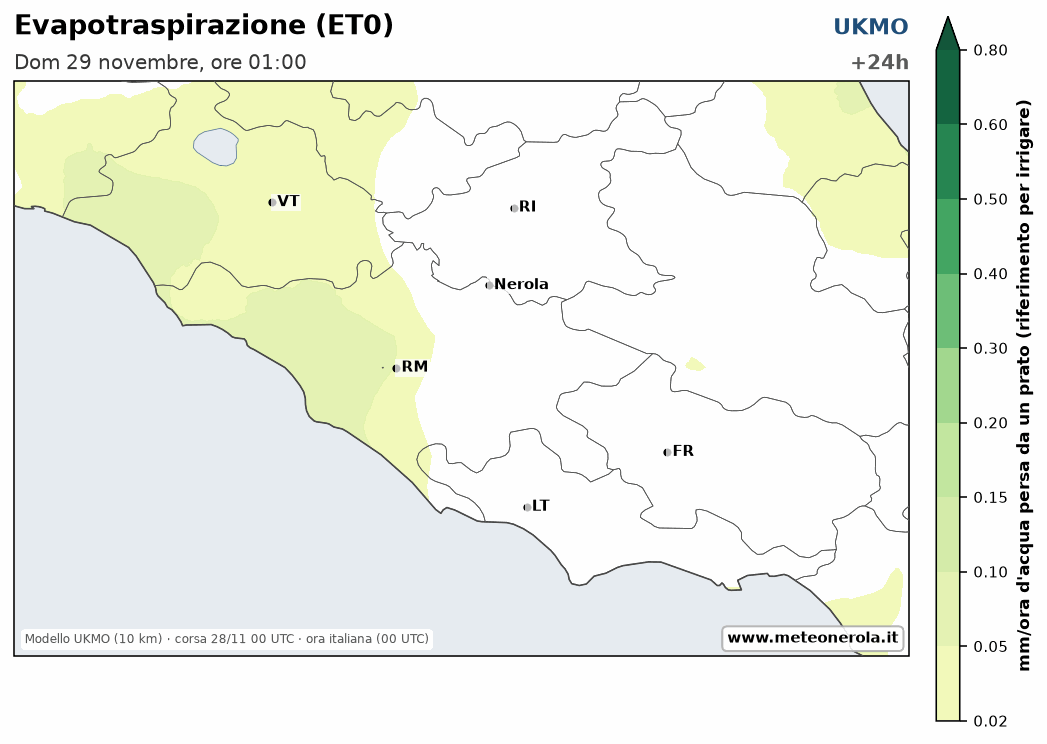 Evapotraspirazione (ET0)
UKMO
Dom 29 novembre, ore 01:00
+24h
VT
RI
Nerola
RM
FR
LT
Modello UKMO (10 km) · corsa 28/11 00 UTC · ora italiana (00 UTC)
www.meteonerola.it
0.80
0.60
0.50
0.40
0.30
0.20
0.15
0.10
0.05
0.02
mm/ora d'acqua persa da un prato (riferimento per irrigare)